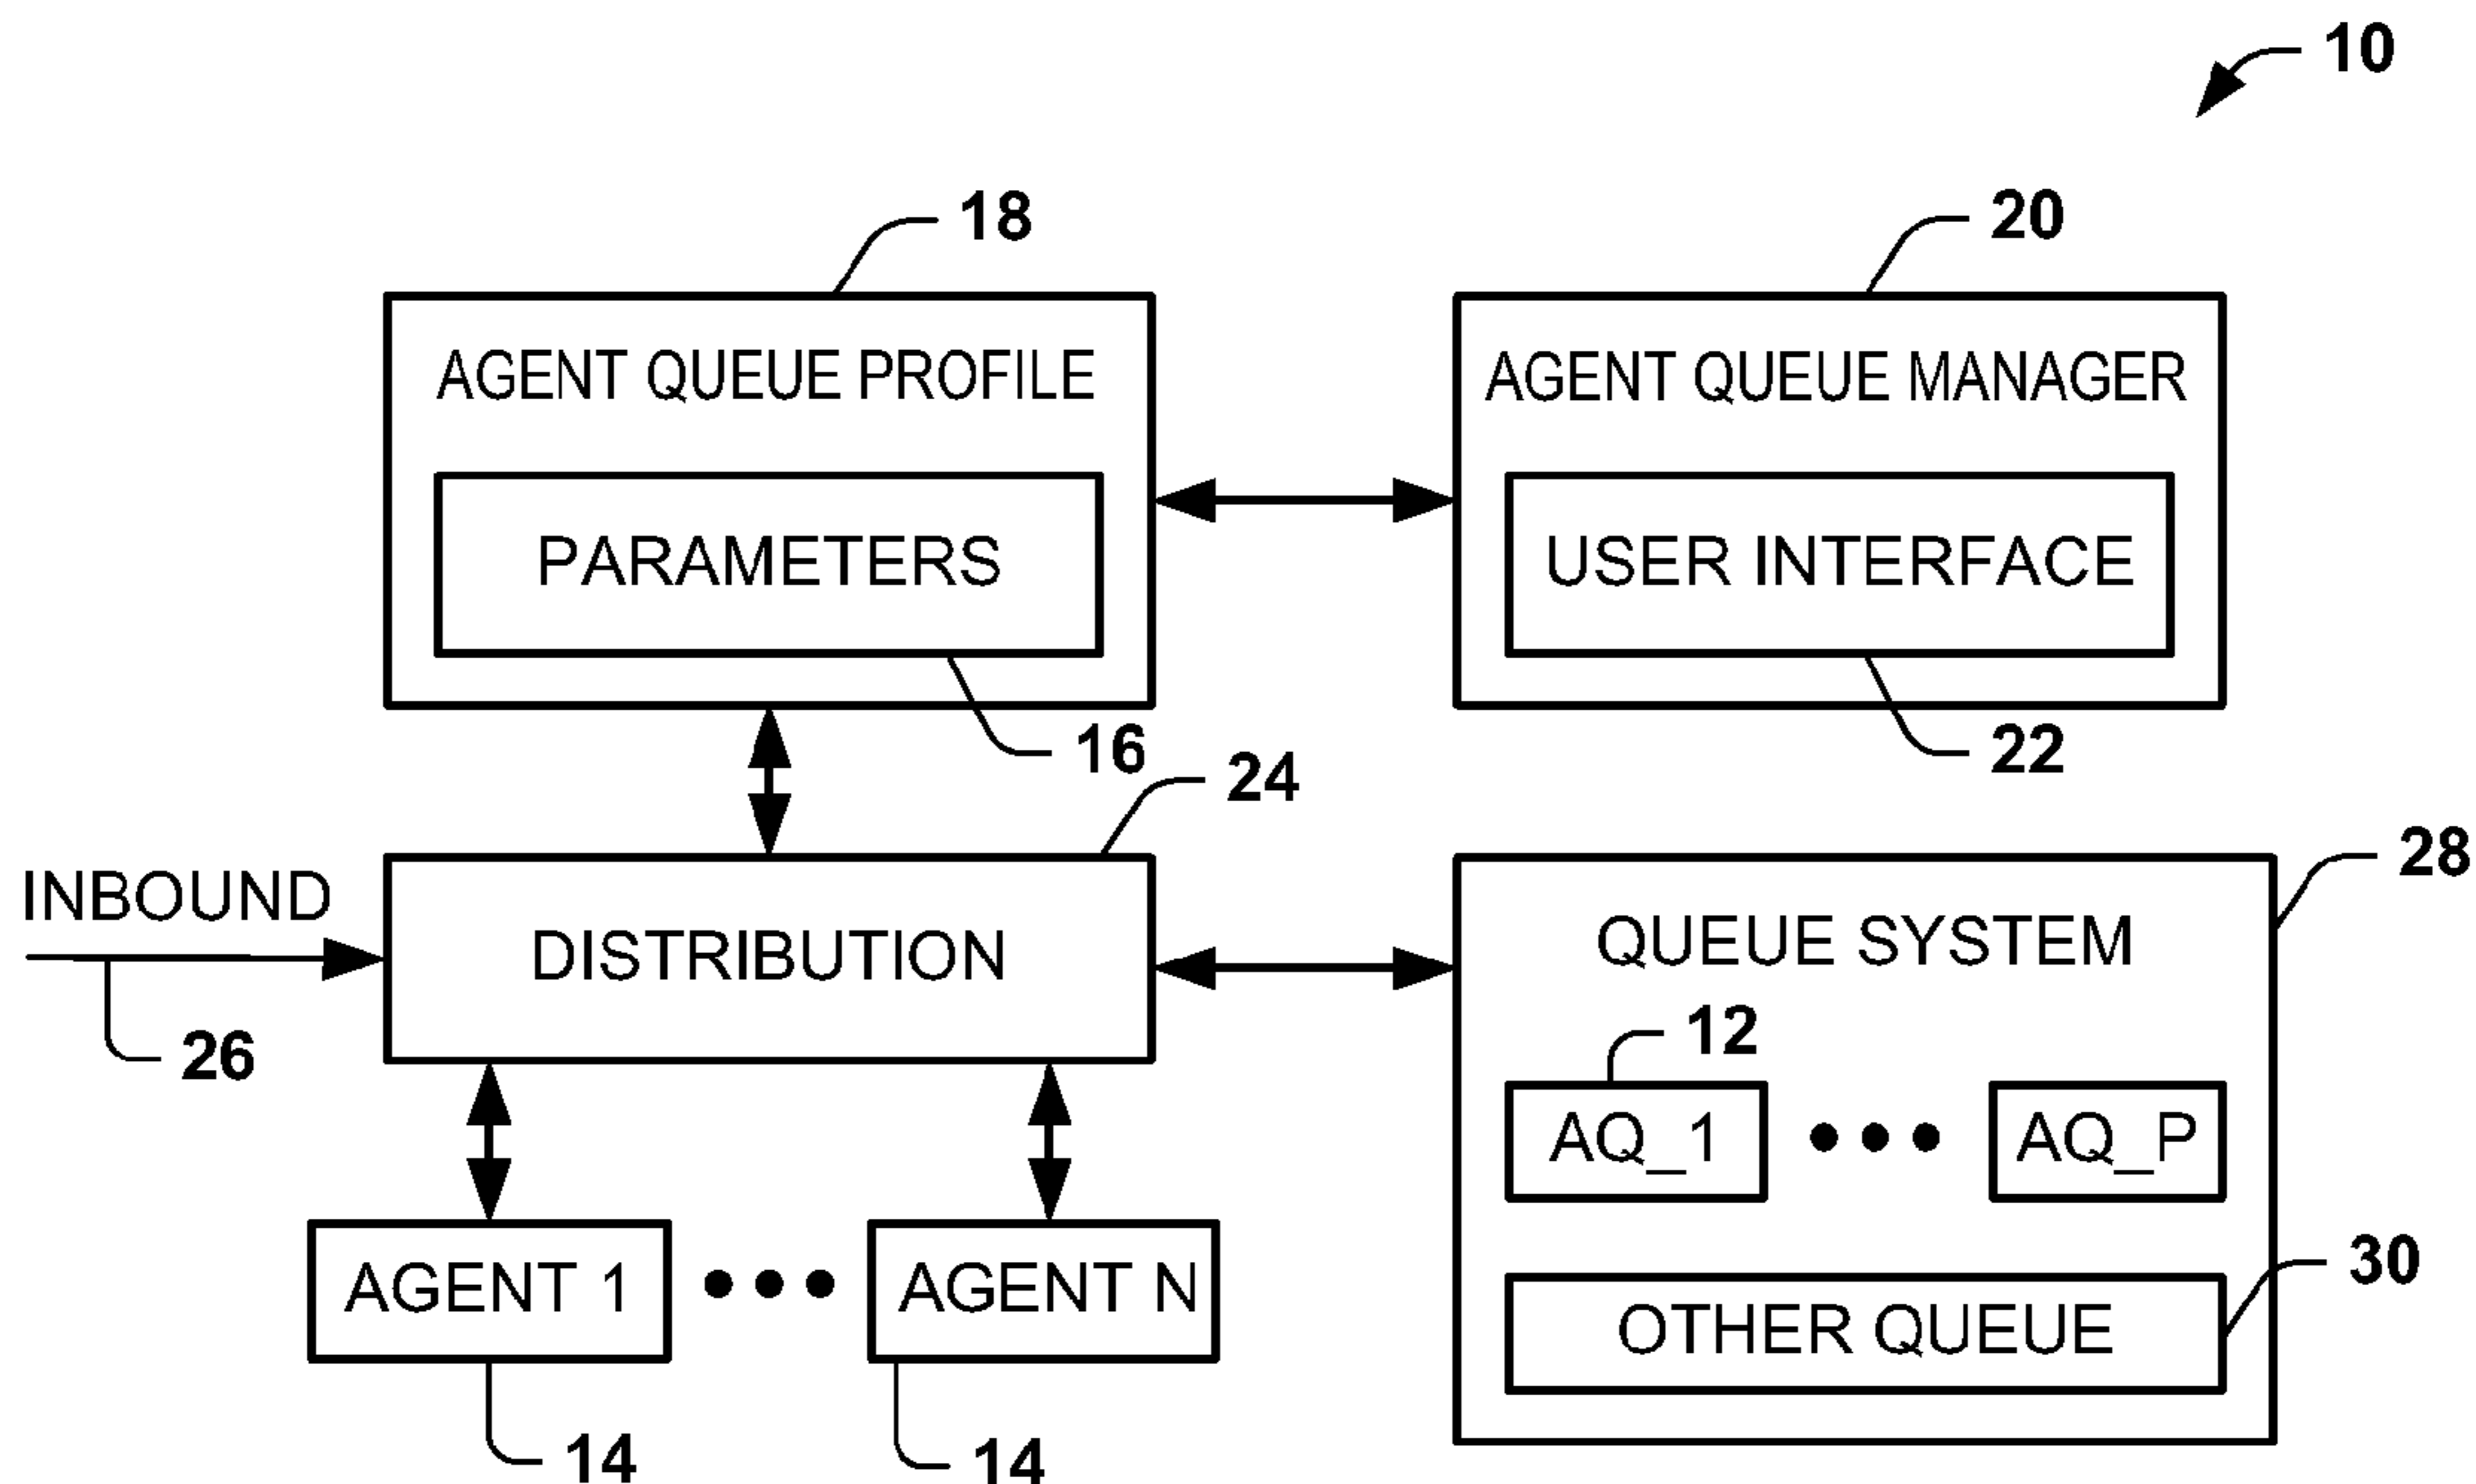 10
18
20
AGENT QUEUE PROFILE
AGENT QUEUE MANAGER
PARAMETERS
USER INTERFACE
16
22
24
28
INBOUND
DISTRIBUTION
QUEUE SYSTEM
26
12
AQ_1
AQ_P
AGENT 1
AGENT N
30
OTHER QUEUE
14
14